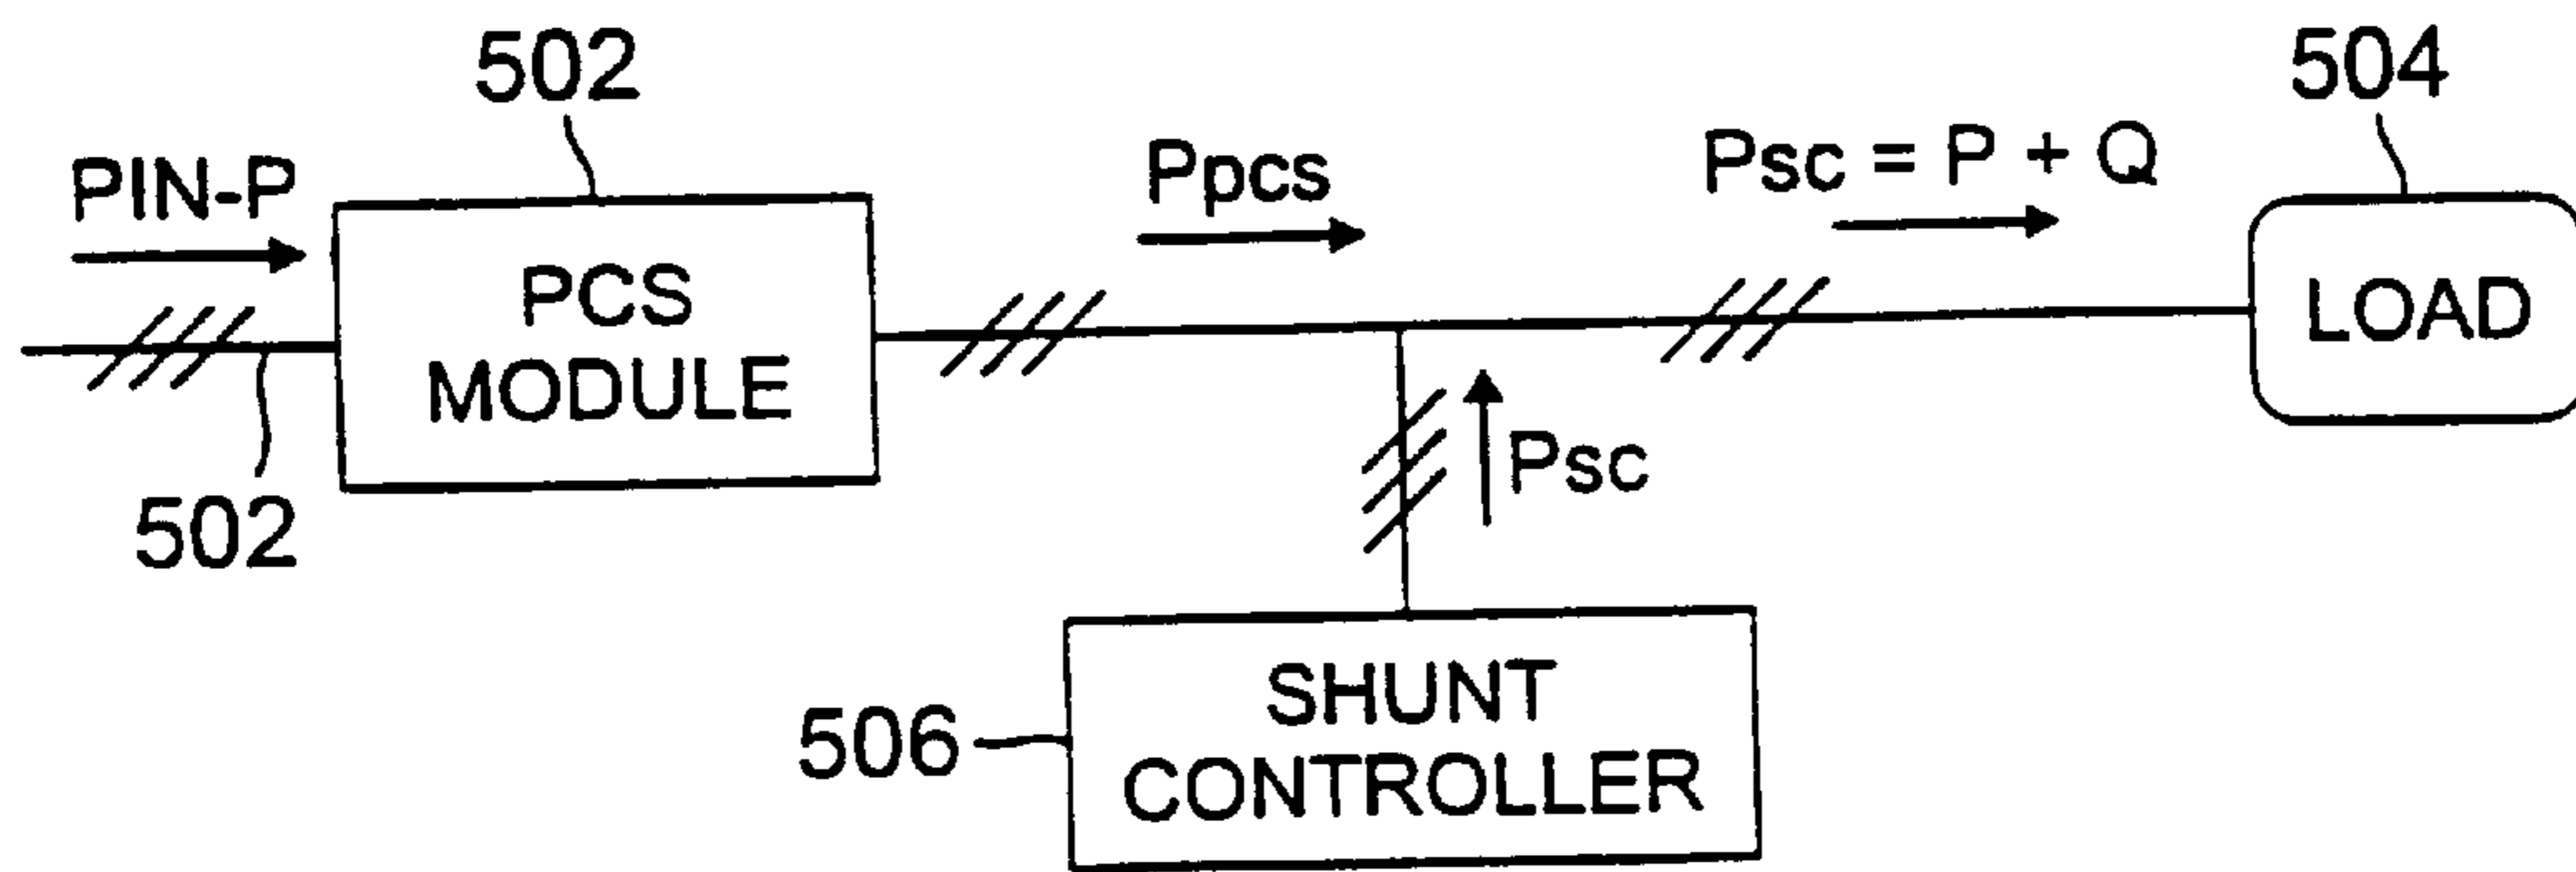 502
504
PIN-P
Ppcs
Psc = P + Q
PCS
MODULE
LOAD
Psc
502
506
SHUNT
CONTROLLER